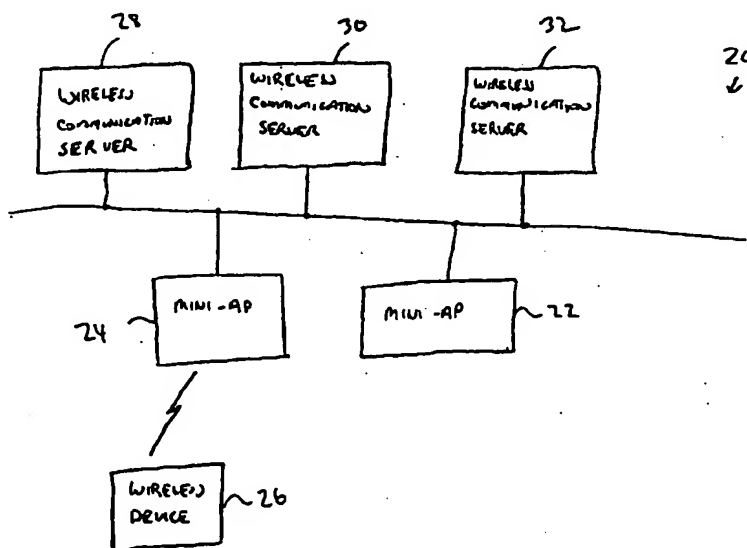 28
30
32
20
WIRELESS
COMMUNICATION
SERVER
WIRELESS
COMMUNICATION
SERVER
WIRELESS
COMMUNICATION
SERVER
24
MINI-AP
MINI-AP
22
WIRELESS
DEVICE
26